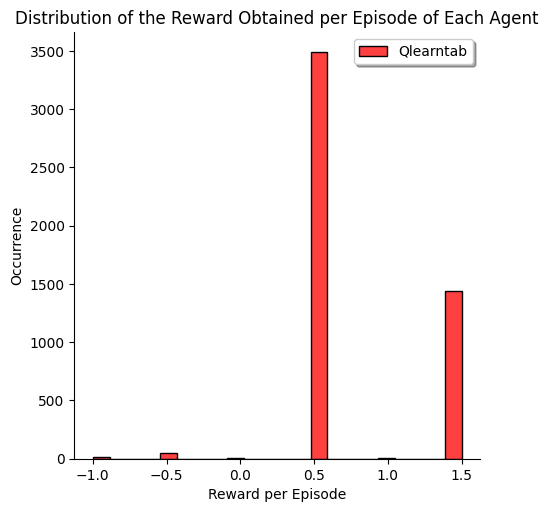 Distribution of the Reward Obtained per Episode of Each Agent
Qlearntab
3500
3000
2500
2000
1500
1000
500
0
Occurrence
−1.0 −0.5 0.0 0.5 1.0 1.5
Reward per Episode